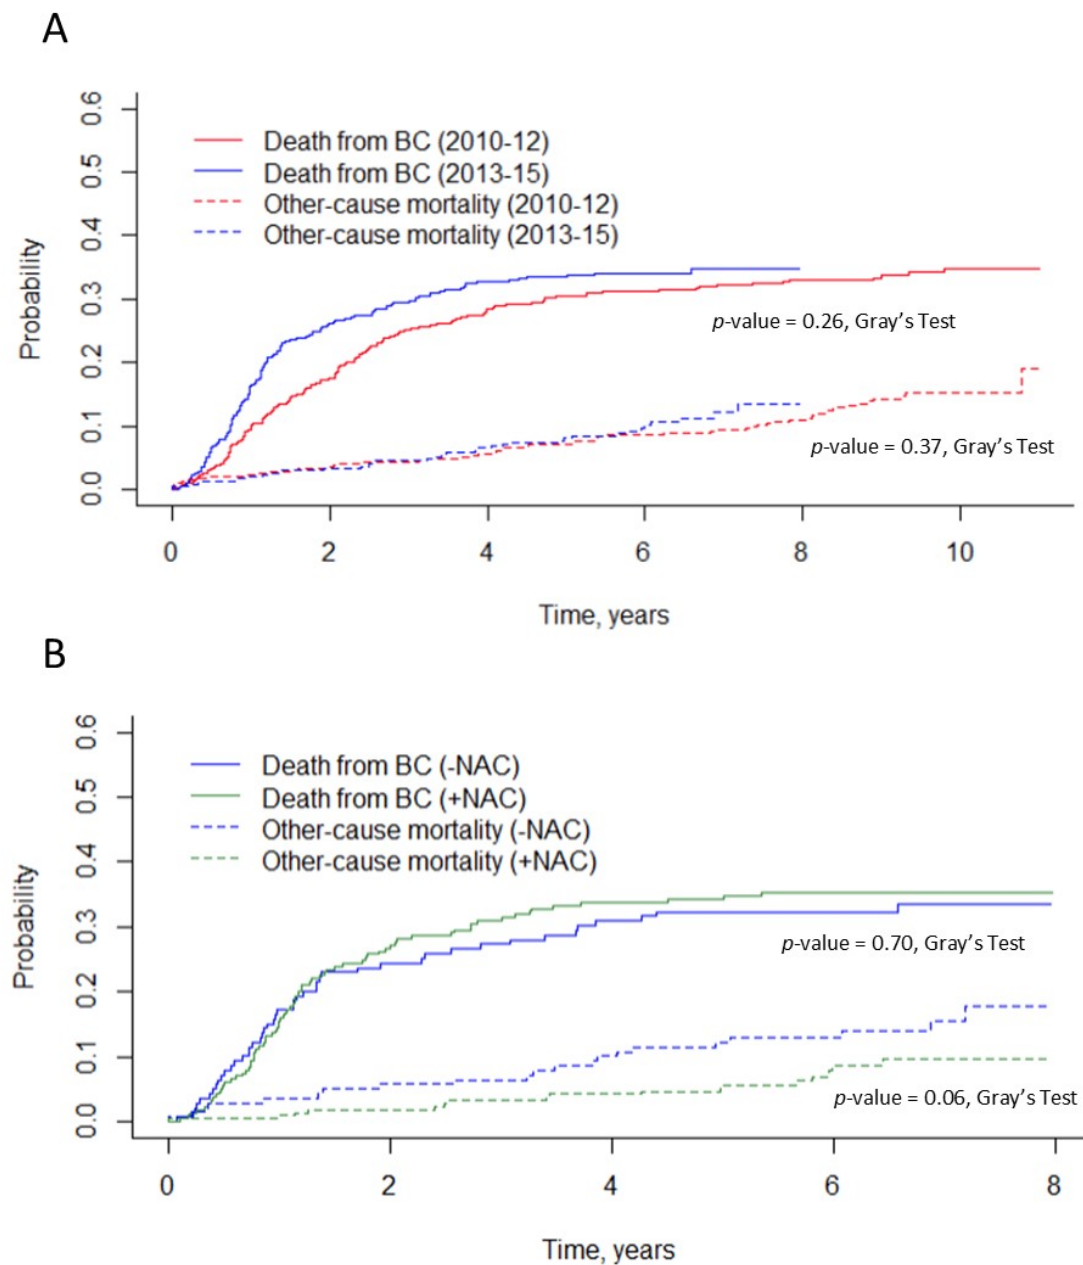 A
0.6
0.5
0.4
0.3
0.2
0.1
0.0
Probability
Death from BC (2010-12)
Death from BC (2013-15)
Other-cause mortality (2010-12)
Other-cause mortality (2013-15)
p-value = 0.26, Gray's Test
p-value = 0.37, Gray's Test
0 2 4 6 8 10
Time, years
B
0.6
0.5
0.4
0.3
0.2
0.1
0.0
Probability
Death from BC (-NAC)
Death from BC (+NAC)
Other-cause mortality (-NAC)
Other-cause mortality (+NAC)
p-value = 0.70, Gray's Test
p-value = 0.06, Gray's Test
0 2 4 6 8
Time, years